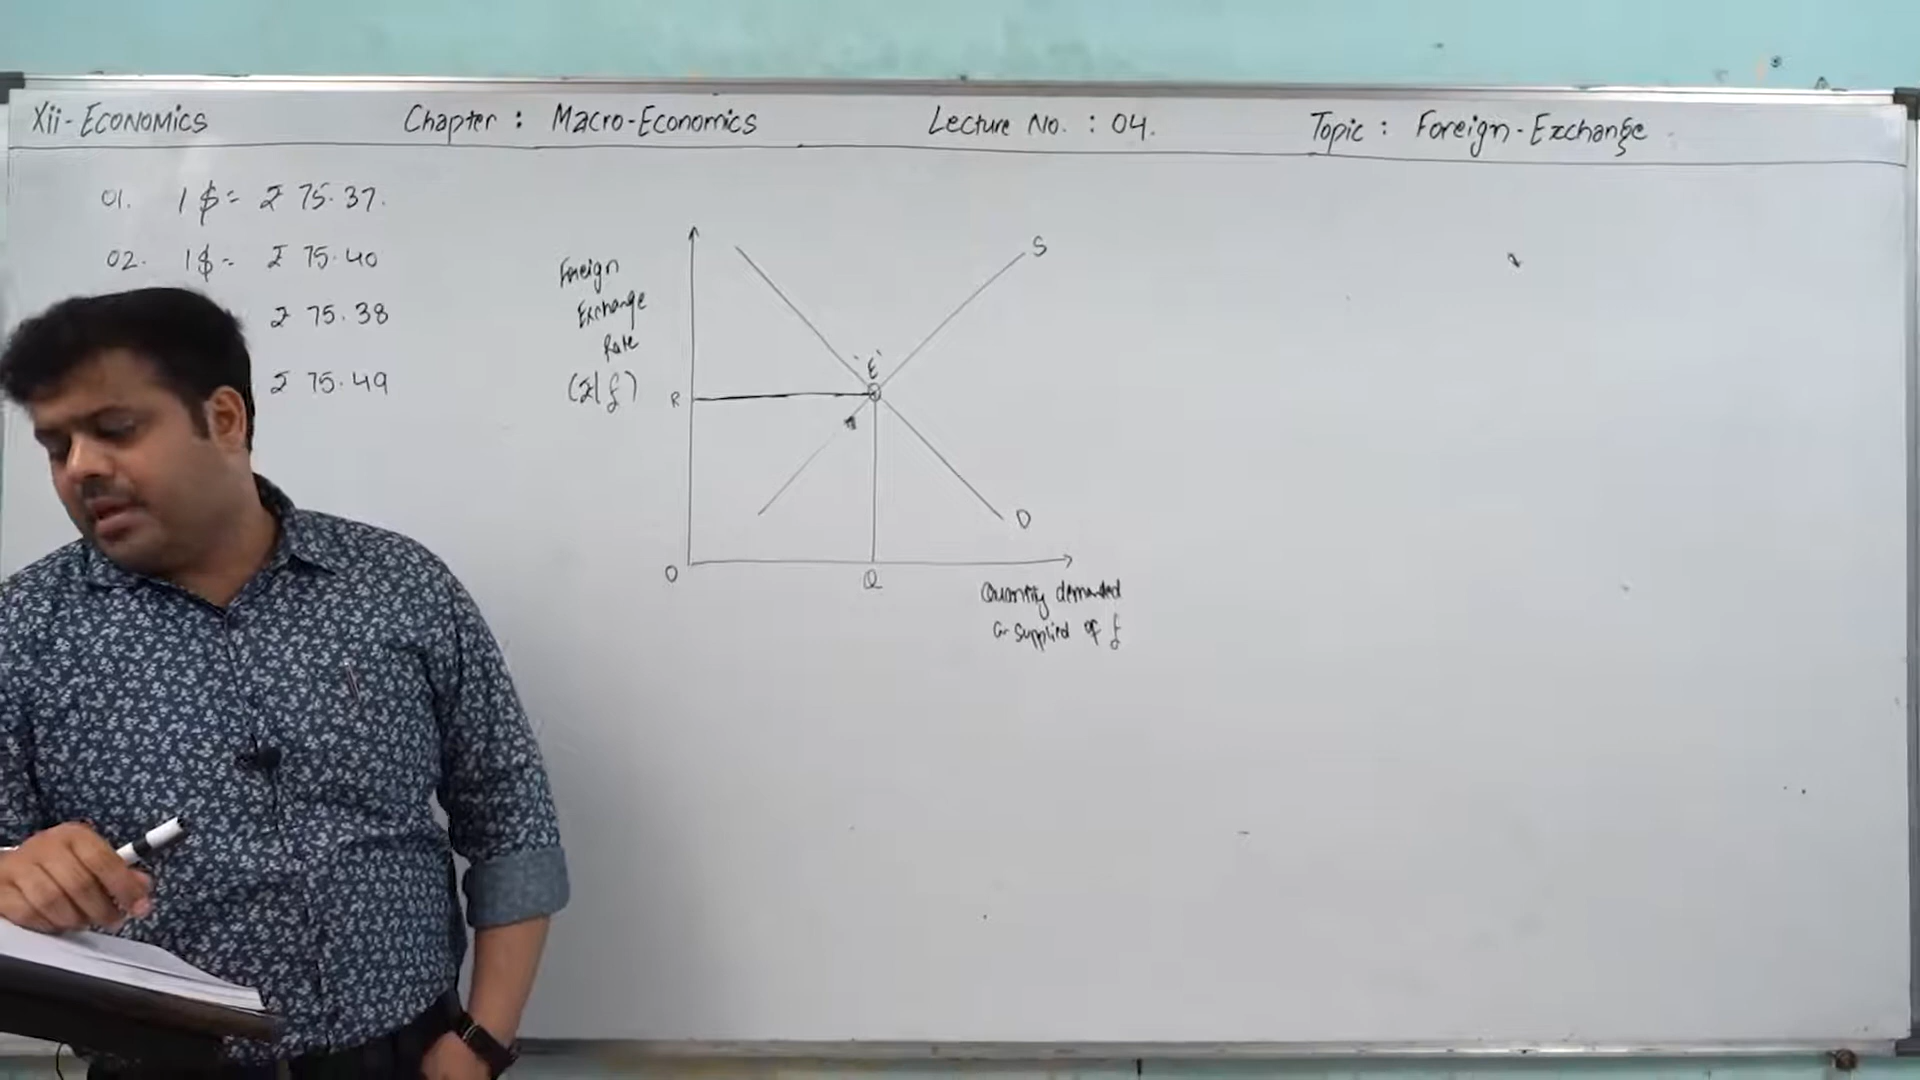 Xii-ECONOMICS Chapter : Macro-Economics Lecture No. : 04. Topic : Foreign-Exchange
01. 1 $ = ₹ 75.37.
02. 1$ = ₹ 75.40
₹ 75.38
₹ 75.49
Foreign
Exchange
Rate
(₹/£)
S
'E'
R
D
O
Q
Quantity demanded
or supplied of £